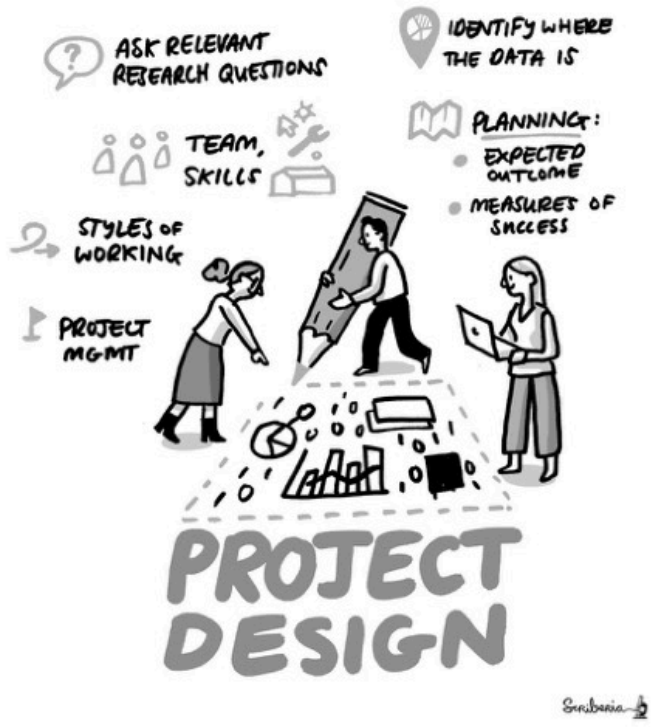 ASK RELEVANT
RESEARCH QUESTIONS
TEAM,
SKILLS
STYLES OF
WORKING
PROJECT
MGMT
IDENTIFY WHERE
THE DATA IS
PLANNING:
• EXPECTED
OUTCOME
• MEASURES OF
SUCCESS
PROJECT
DESIGN
Scriberia